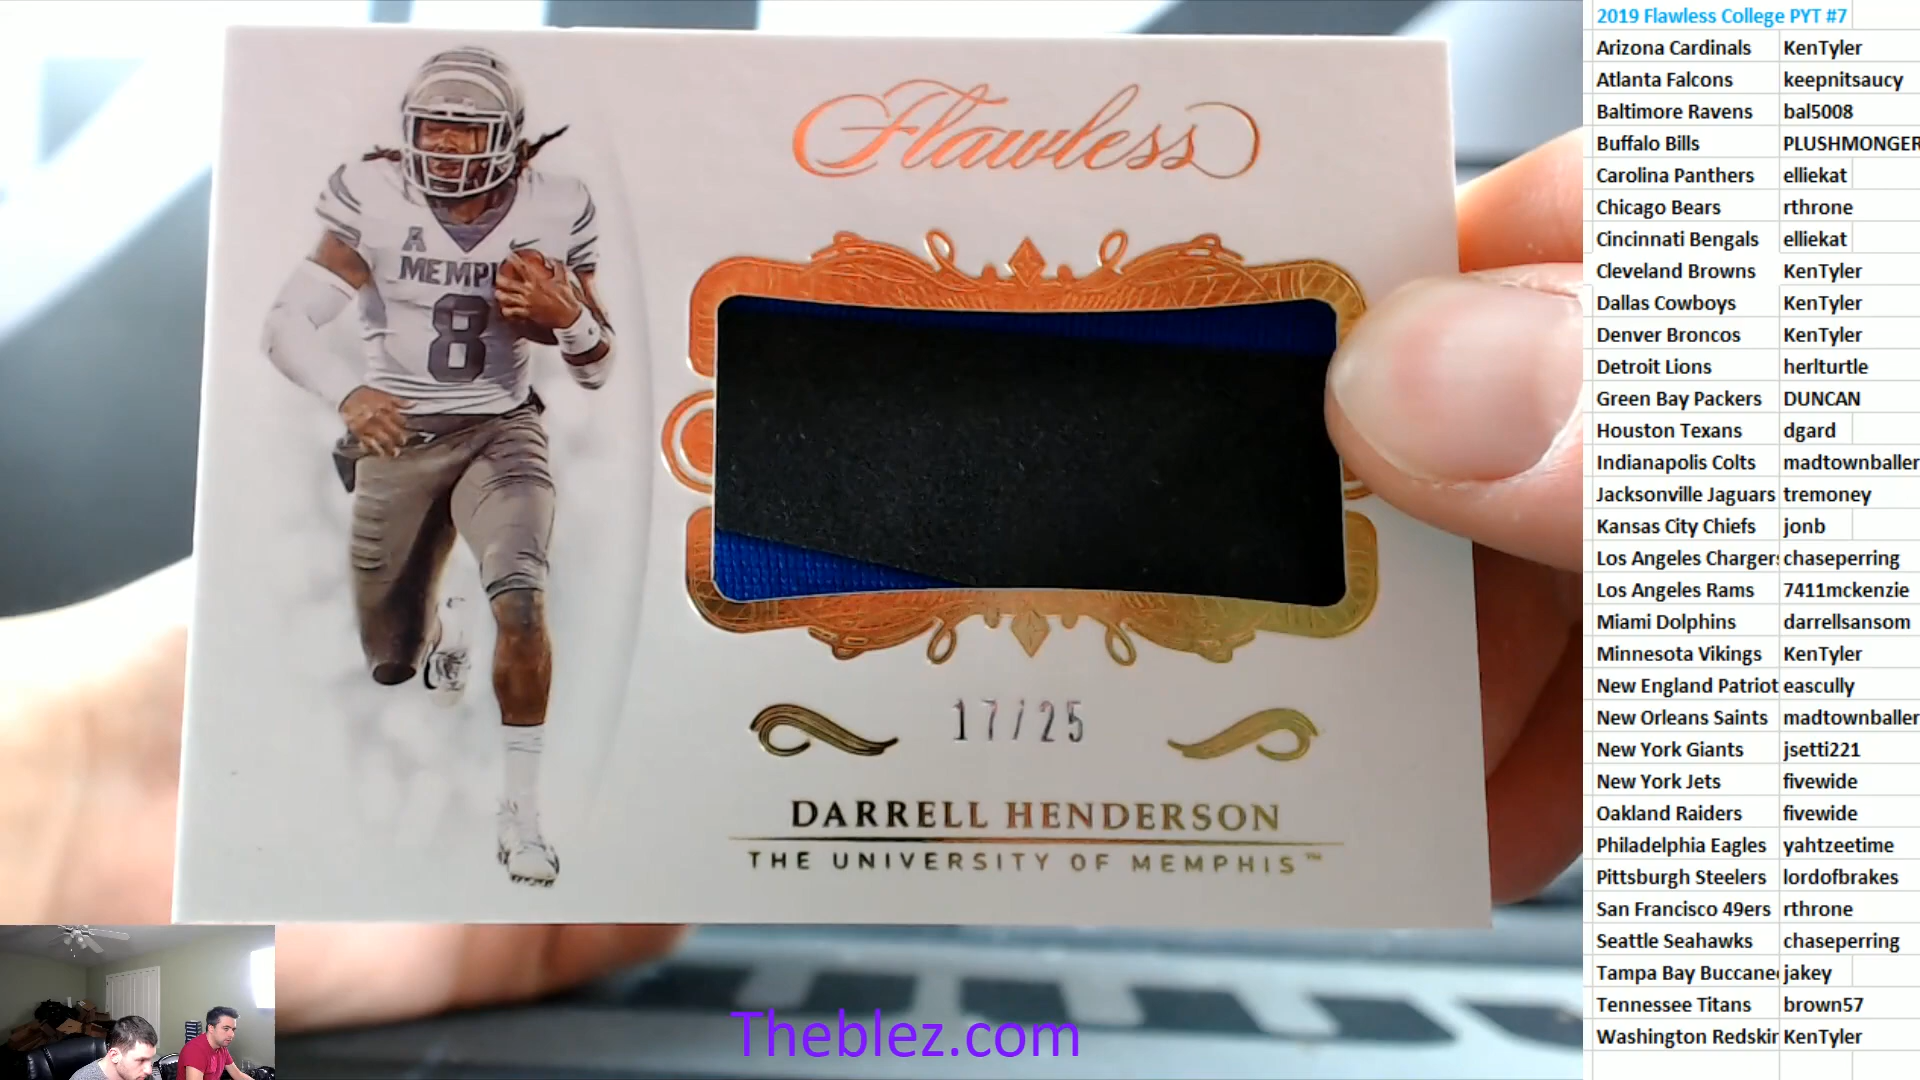 Flawless
A
MEMP
8
17/25
DARRELL HENDERSON
THE UNIVERSITY OF MEMPHIS™
Theblez.com
2019 Flawless College PYT #7
Arizona Cardinals KenTyler
Atlanta Falcons keepnitsaucy
Baltimore Ravens bal5008
Buffalo Bills PLUSHMONGER
Carolina Panthers elliekat
Chicago Bears rthrone
Cincinnati Bengals elliekat
Cleveland Browns KenTyler
Dallas Cowboys KenTyler
Denver Broncos KenTyler
Detroit Lions herlturtle
Green Bay Packers DUNCAN
Houston Texans dgard
Indianapolis Colts madtownballer
Jacksonville Jaguars tremoney
Kansas City Chiefs jonb
Los Angeles Chargers chaseperring
Los Angeles Rams 7411mckenzie
Miami Dolphins darrellsansom
Minnesota Vikings KenTyler
New England Patriot eascully
New Orleans Saints madtownballer
New York Giants jsetti221
New York Jets fivewide
Oakland Raiders fivewide
Philadelphia Eagles yahtzeetime
Pittsburgh Steelers lordofbrakes
San Francisco 49ers rthrone
Seattle Seahawks chaseperring
Tampa Bay Buccanee jakey
Tennessee Titans brown57
Washington Redskin KenTyler